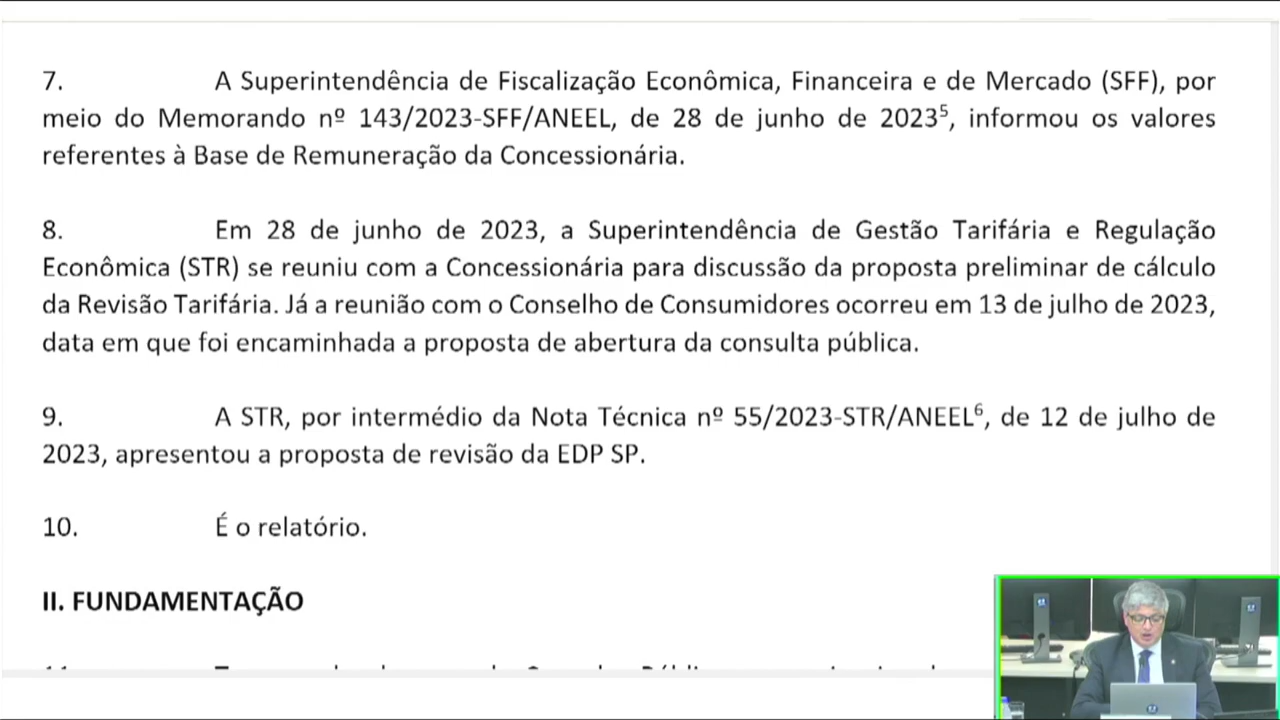 7. A Superintendência de Fiscalização Econômica, Financeira e de Mercado (SFF), por
meio do Memorando nº 143/2023-SFF/ANEEL, de 28 de junho de 2023⁵, informou os valores
referentes à Base de Remuneração da Concessionária.
8. Em 28 de junho de 2023, a Superintendência de Gestão Tarifária e Regulação
Econômica (STR) se reuniu com a Concessionária para discussão da proposta preliminar de cálculo
da Revisão Tarifária. Já a reunião com o Conselho de Consumidores ocorreu em 13 de julho de 2023,
data em que foi encaminhada a proposta de abertura da consulta pública.
9. A STR, por intermédio da Nota Técnica nº 55/2023-STR/ANEEL⁶, de 12 de julho de
2023, apresentou a proposta de revisão da EDP SP.
10. É o relatório.
II. FUNDAMENTAÇÃO